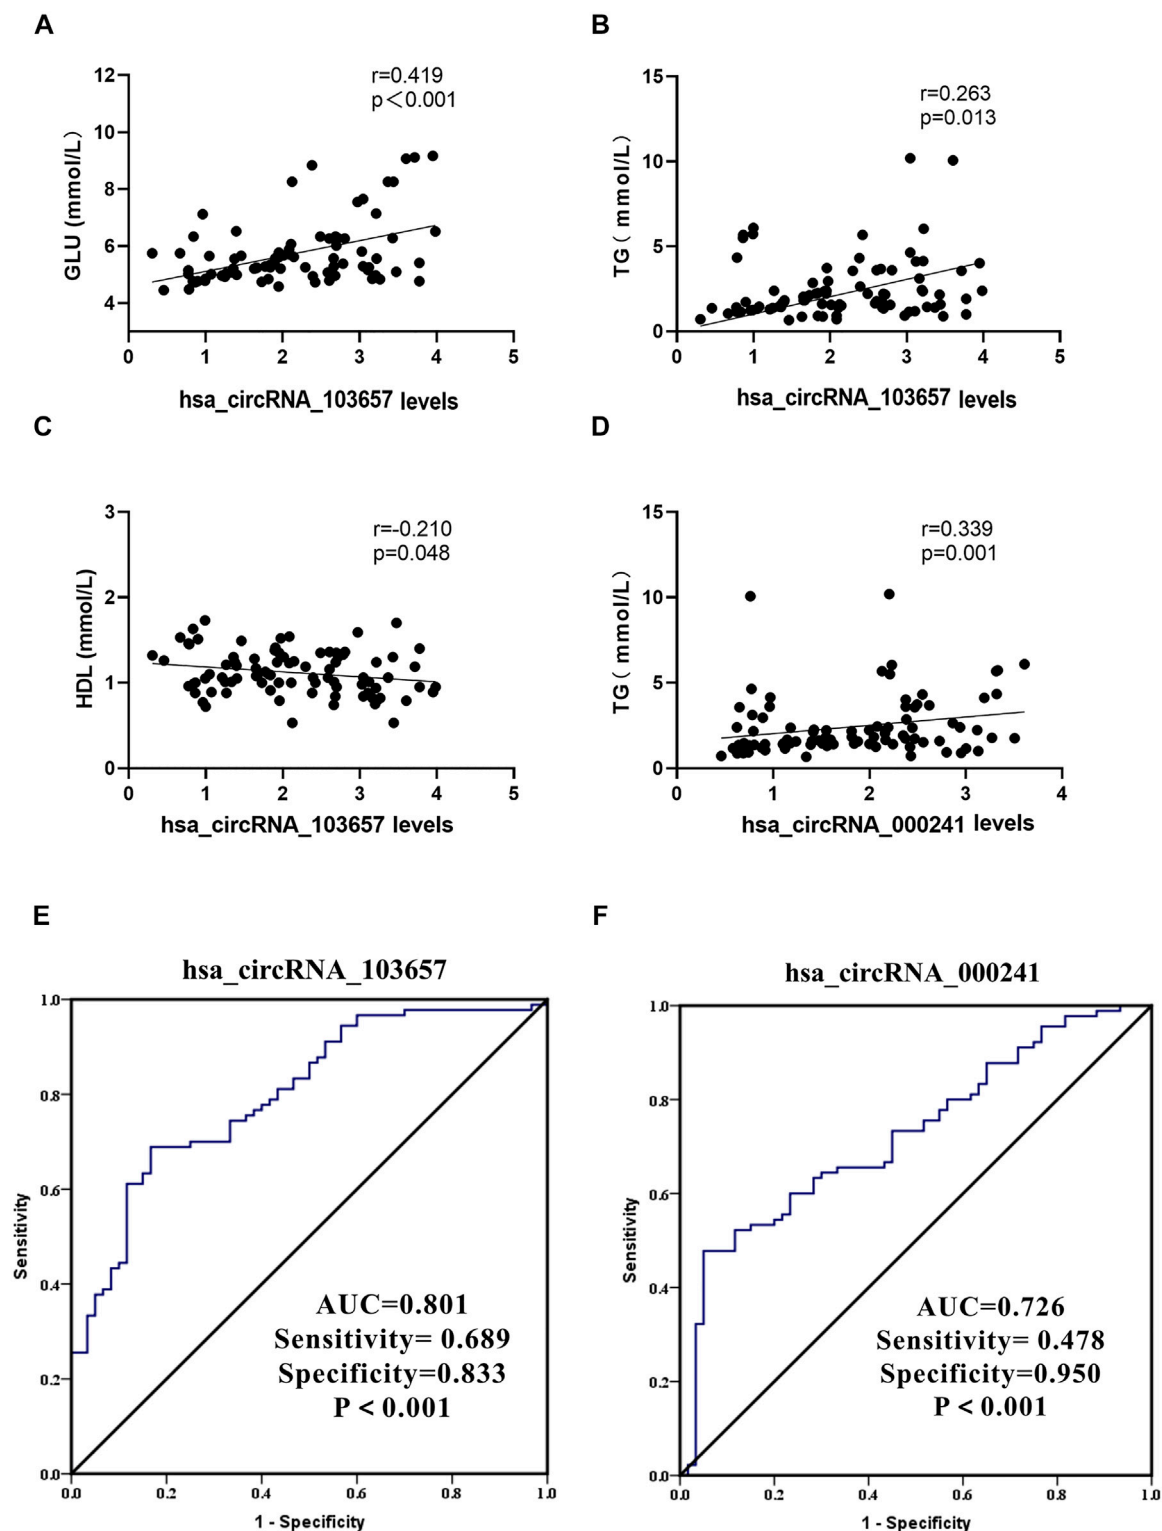 A
GLU (mmol/L)
12
10
8
6
4
0
1
2
3
4
5
r=0.419
p<0.001
hsa_circRNA_103657 levels
B
TG ( mmol/L)
15
10
5
0
0
1
2
3
4
5
r=0.263
p=0.013
hsa_circRNA_103657 levels
C
HDL (mmol/L)
3
2
1
0
0
1
2
3
4
5
r=-0.210
p=0.048
hsa_circRNA_103657 levels
D
TG ( mmol/L)
15
10
5
0
0
1
2
3
4
r=0.339
p=0.001
hsa_circRNA_000241 levels
E
hsa_circRNA_103657
Sensitivity
1.0
0.8
0.6
0.4
0.2
0.0
0.0
0.2
0.4
0.6
0.8
1.0
AUC=0.801
Sensitivity= 0.689
Specificity=0.833
P < 0.001
1 - Specificity
F
hsa_circRNA_000241
Sensitivity
1.0
0.8
0.6
0.4
0.2
0.0
0.0
0.2
0.4
0.6
0.8
1.0
AUC=0.726
Sensitivity= 0.478
Specificity=0.950
P < 0.001
1 - Specificity